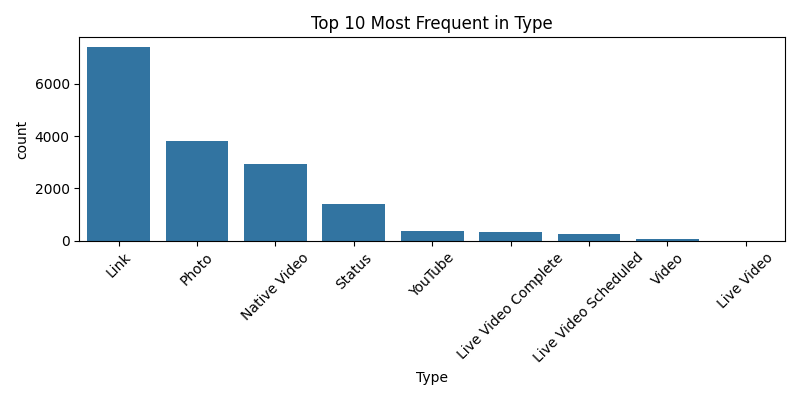 Top 10 Most Frequent in Type
count
6000
4000
2000
0
Link
Photo
Native Video
Status
YouTube
Live Video Complete
Live Video Scheduled
Video
Live Video
Type